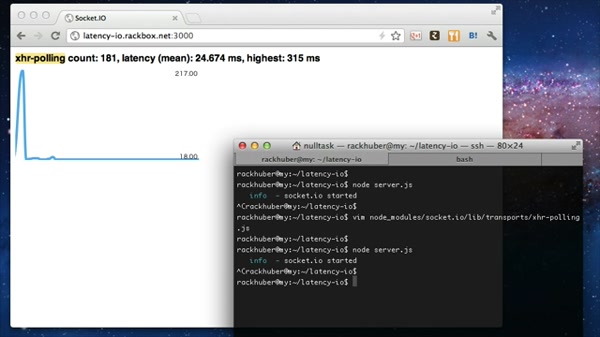 Socket.IO
latency-io.rackbox.net:3000
xhr-polling count: 181, latency (mean): 24.674 ms, highest: 315 ms
217.00
18.00
nulltask — rackhuber@my: ~/latency-io — ssh — 80×24
rackhuber@my: ~/latency-io bash
rackhuber@my:~/latency-io$
rackhuber@my:~/latency-io$ node server.js
info - socket.io started
^Crackhuber@my:~/latency-io$
rackhuber@my:~/latency-io$ vim node_modules/socket.io/lib/transports/xhr-polling
.js
rackhuber@my:~/latency-io$
rackhuber@my:~/latency-io$ node server.js
info - socket.io started
^Crackhuber@my:~/latency-io$
rackhuber@my:~/latency-io$